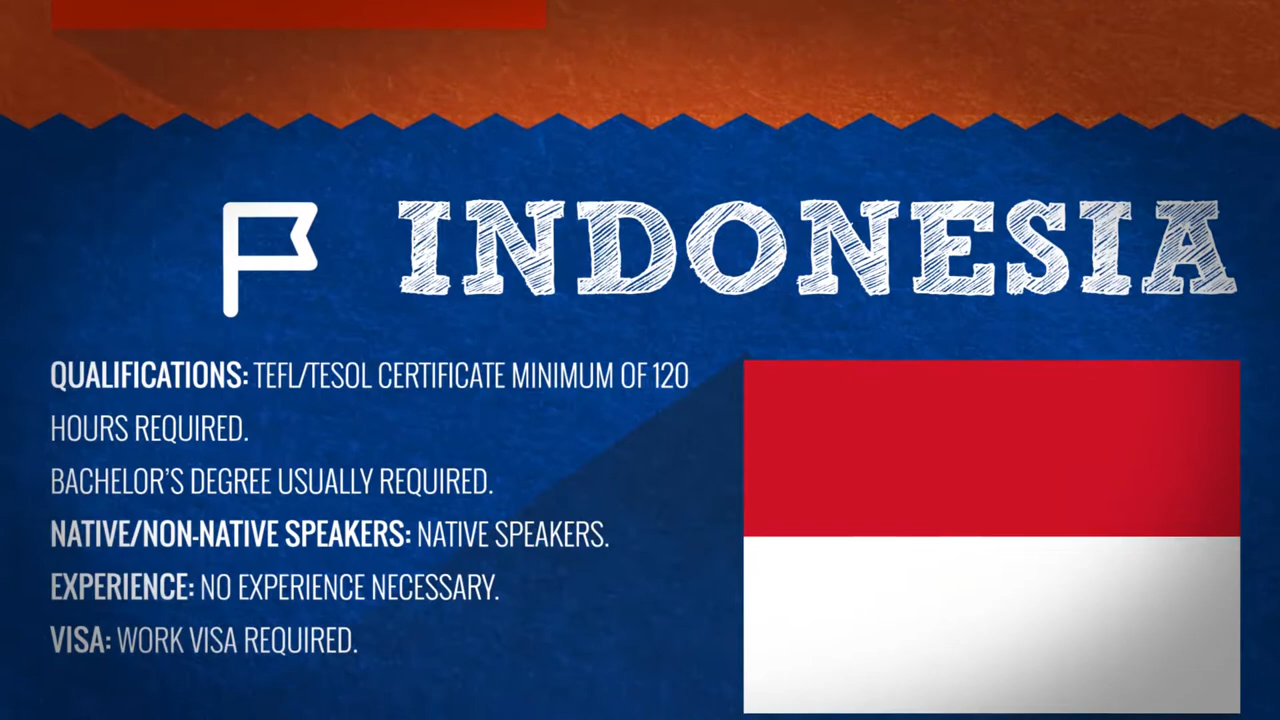 INDONESIA
QUALIFICATIONS: TEFL/TESOL CERTIFICATE MINIMUM OF 120
HOURS REQUIRED.
BACHELOR'S DEGREE USUALLY REQUIRED.
NATIVE/NON-NATIVE SPEAKERS: NATIVE SPEAKERS.
EXPERIENCE: NO EXPERIENCE NECESSARY.
VISA: WORK VISA REQUIRED.